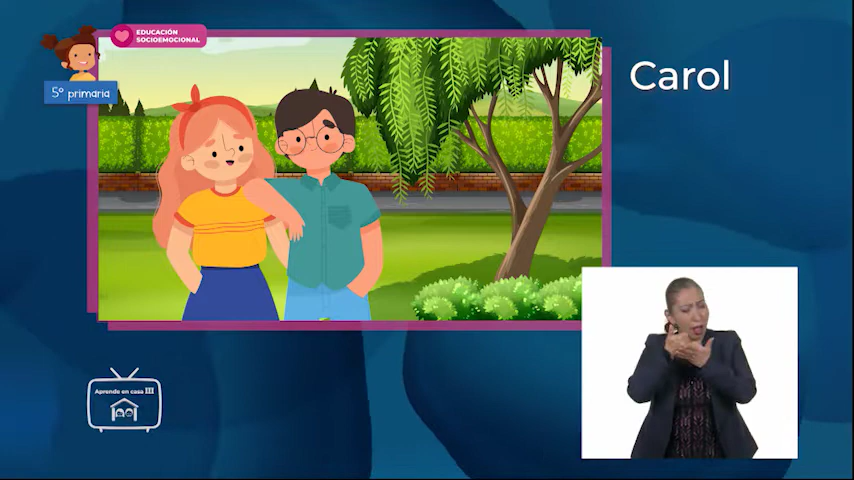 EDUCACIÓN
SOCIOEMOCIONAL
5° primaria
Carol
Aprende en casa III